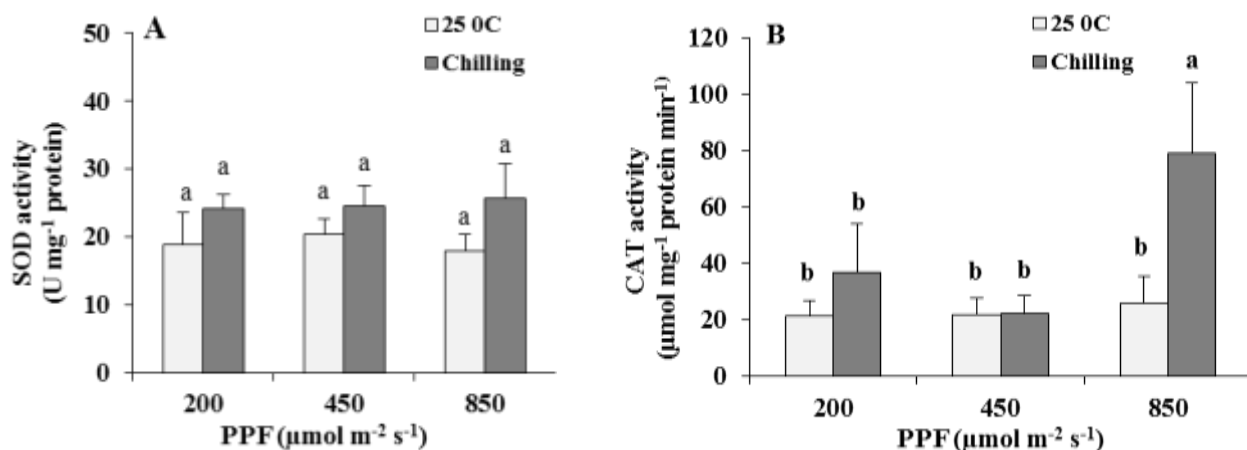 A
25 0C
Chilling
SOD activity
(U mg⁻¹ protein)
50
40
30
20
10
0
a
a
a
a
a
a
200
450
850
PPF (µmol m⁻² s⁻¹)
B
25 0C
Chilling
CAT activity
(µmol mg⁻¹ protein min⁻¹)
120
100
80
60
40
20
0
b
b
b
b
b
a
200
450
850
PPF (µmol m⁻² s⁻¹)